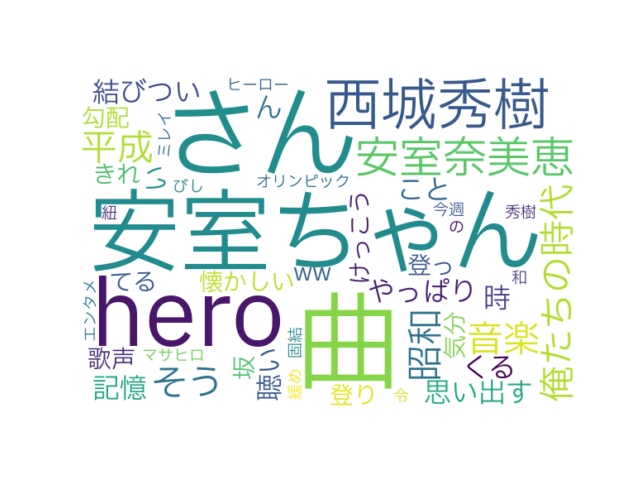 結びつい
ヒーロー
ん
西城秀樹
勾配
ミレイ
さん
平成
安室奈美恵
きれ
い
びし
オリンピック
こと
紐
安室ちゃん
けっこう
今週
の
秀樹
俺たちの時代
エンタメ
てる
懐かしい
ww
登っ
やっぱり
時
和
hero
曲
昭和
気分
音楽
歌声
マサヒロ
坂
固結
聴い
くる
記憶
そう
緩め
登り
令
思い出す